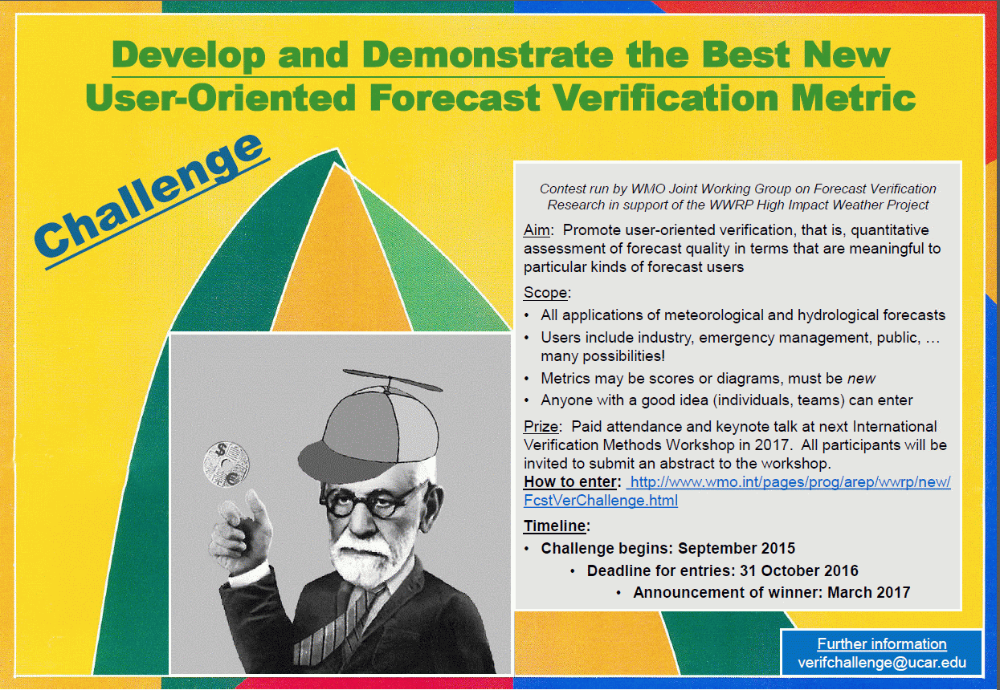 Develop and Demonstrate the Best New
User-Oriented Forecast Verification Metric
Challenge
Contest run by WMO Joint Working Group on Forecast Verification
Research in support of the WWRP High Impact Weather Project
Aim: Promote user-oriented verification, that is, quantitative
assessment of forecast quality in terms that are meaningful to
particular kinds of forecast users
Scope:
• All applications of meteorological and hydrological forecasts
• Users include industry, emergency management, public, …
many possibilities!
• Metrics may be scores or diagrams, must be new
• Anyone with a good idea (individuals, teams) can enter
Prize: Paid attendance and keynote talk at next International
Verification Methods Workshop in 2017. All participants will be
invited to submit an abstract to the workshop.
How to enter: http://www.wmo.int/pages/prog/arep/wwrp/new/
FcstVerChallenge.html
Timeline:
• Challenge begins: September 2015
• Deadline for entries: 31 October 2016
• Announcement of winner: March 2017
$
€
Further information
verifchallenge@ucar.edu